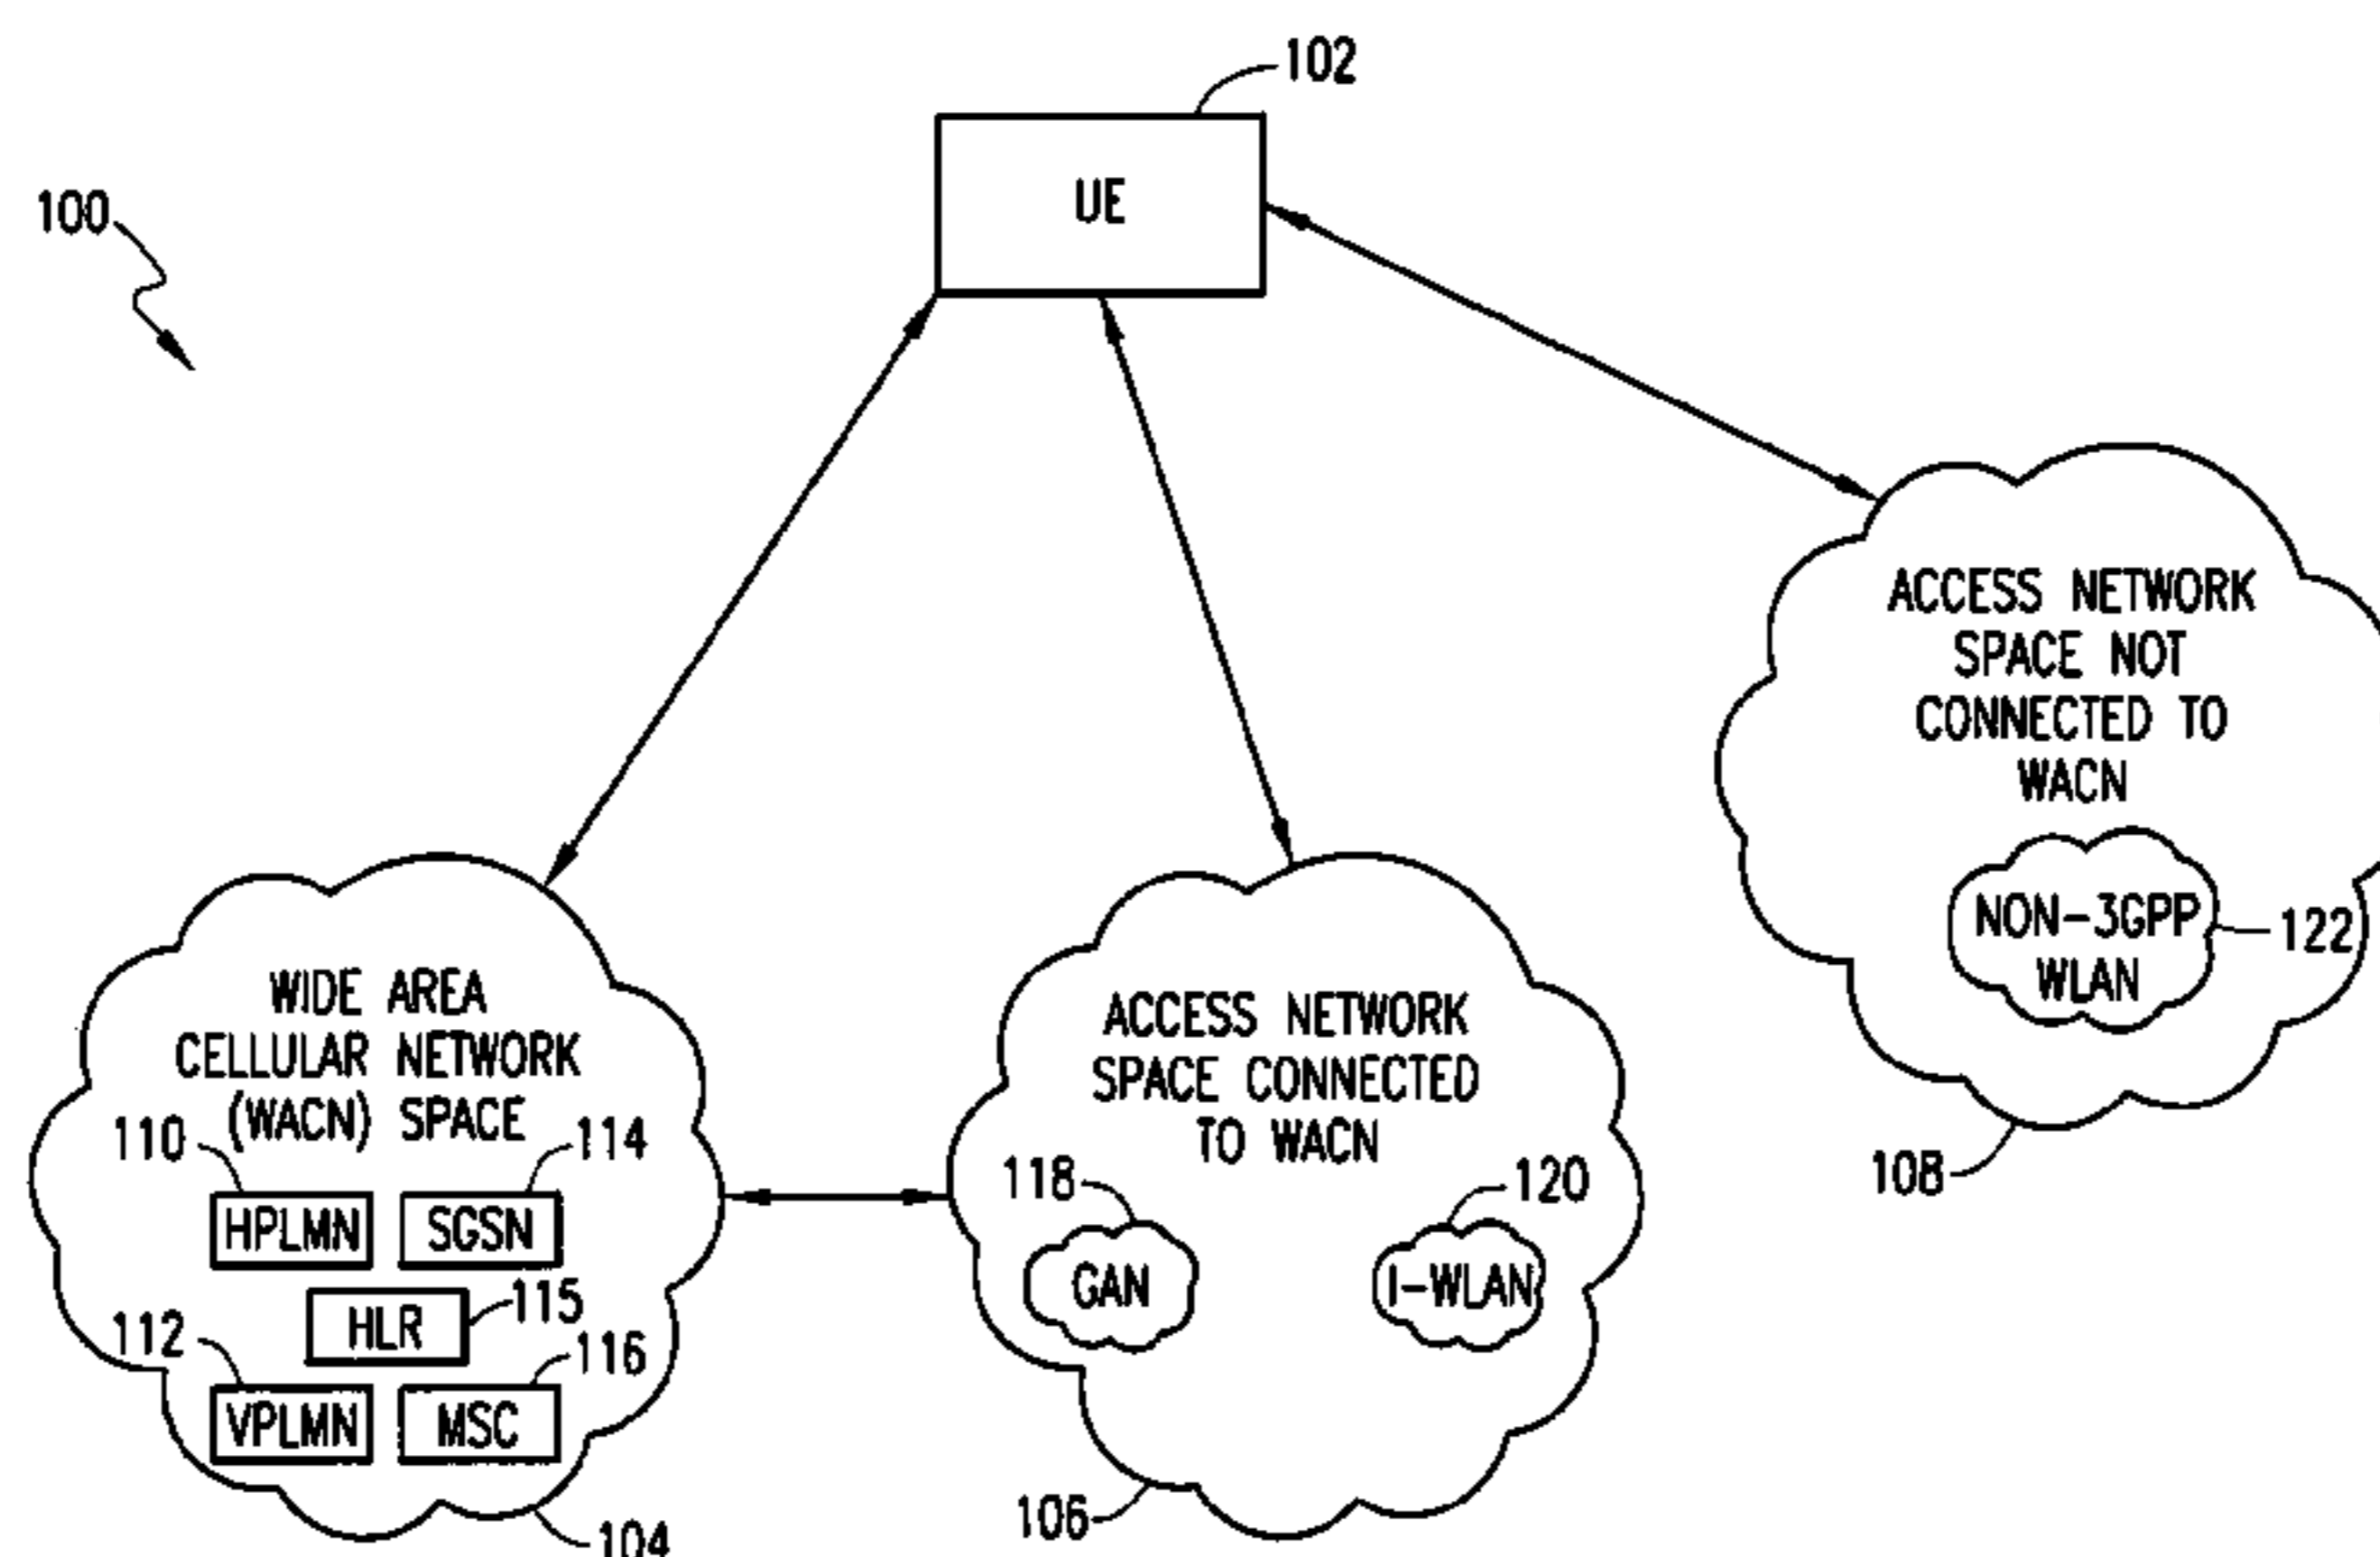 102
UE
100
ACCESS NETWORK
SPACE NOT
CONNECTED TO
WACN
NON-3GPP
WLAN
122
108
WIDE AREA
CELLULAR NETWORK
(WACN) SPACE
110
114
HPLMN
SGSN
HLR
115
112
116
VPLMN
MSC
104
ACCESS NETWORK
SPACE CONNECTED
TO WACN
118
120
GAN
I-WLAN
106